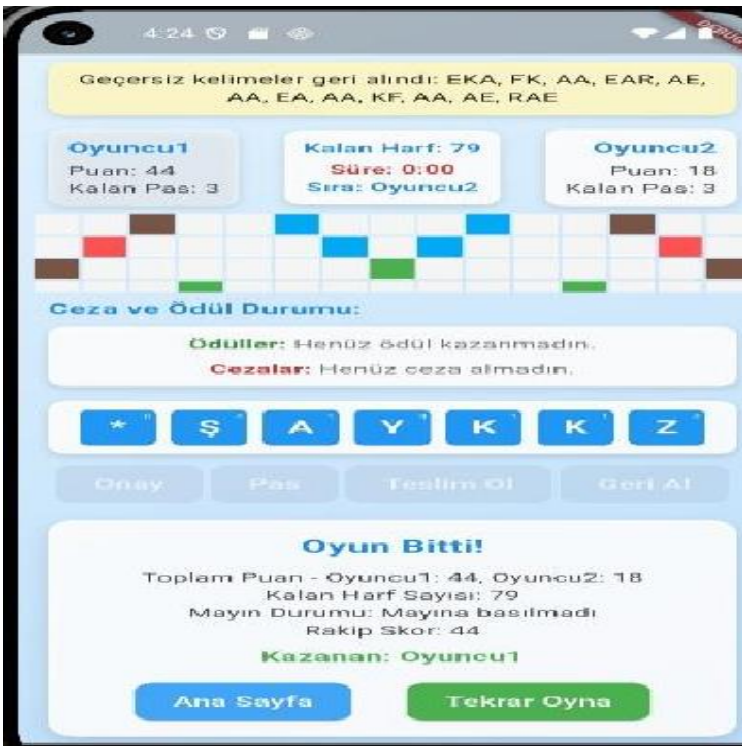 4:24
DEBUG
Geçersiz kelimeler geri alındı: EKA, FK, AA, EAR, AE,
AA, EA, AA, KF, AA, AE, RAE
Oyuncu1
Puan: 44
Kalan Pas: 3
Kalan Harf: 79
Süre: 0:00
Sıra: Oyuncu2
Oyuncu2
Puan: 18
Kalan Pas: 3
Ceza ve Ödül Durumu:
Ödüller: Henüz ödül kazanmadın.
Cezalar: Henüz ceza almadın.
* Ş A Y K K Z
Onay Pas Teslim Ol Geri Al
Oyun Bitti!
Toplam Puan - Oyuncu1: 44, Oyuncu2: 18
Kalan Harf Sayısı: 79
Mayın Durumu: Mayına basılmadı
Rakip Skor: 44
Kazanan: Oyuncu1
Ana Sayfa Tekrar Oyna